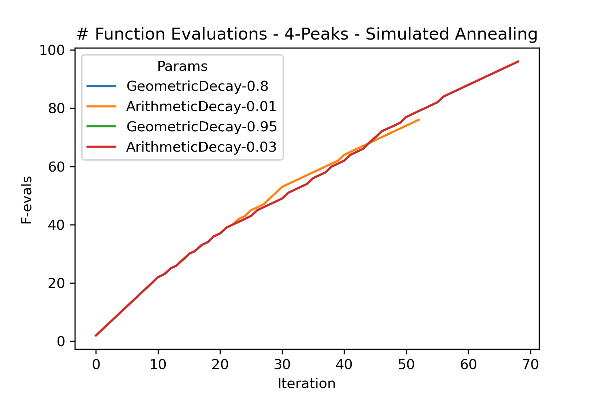 # Function Evaluations - 4-Peaks - Simulated Annealing
Params
GeometricDecay-0.8
ArithmeticDecay-0.01
GeometricDecay-0.95
ArithmeticDecay-0.03
F-evals
100
80
60
40
20
0
0 10 20 30 40 50 60 70
Iteration